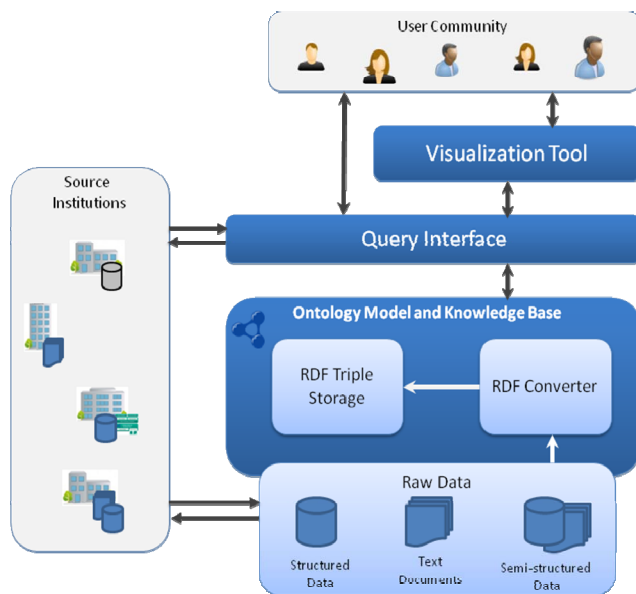 User Community
Visualization Tool
Source
Institutions
Query Interface
Ontology Model and Knowledge Base
RDF Triple
Storage
RDF Converter
Raw Data
Structured
Data
Text
Documents
Semi-structured
Data